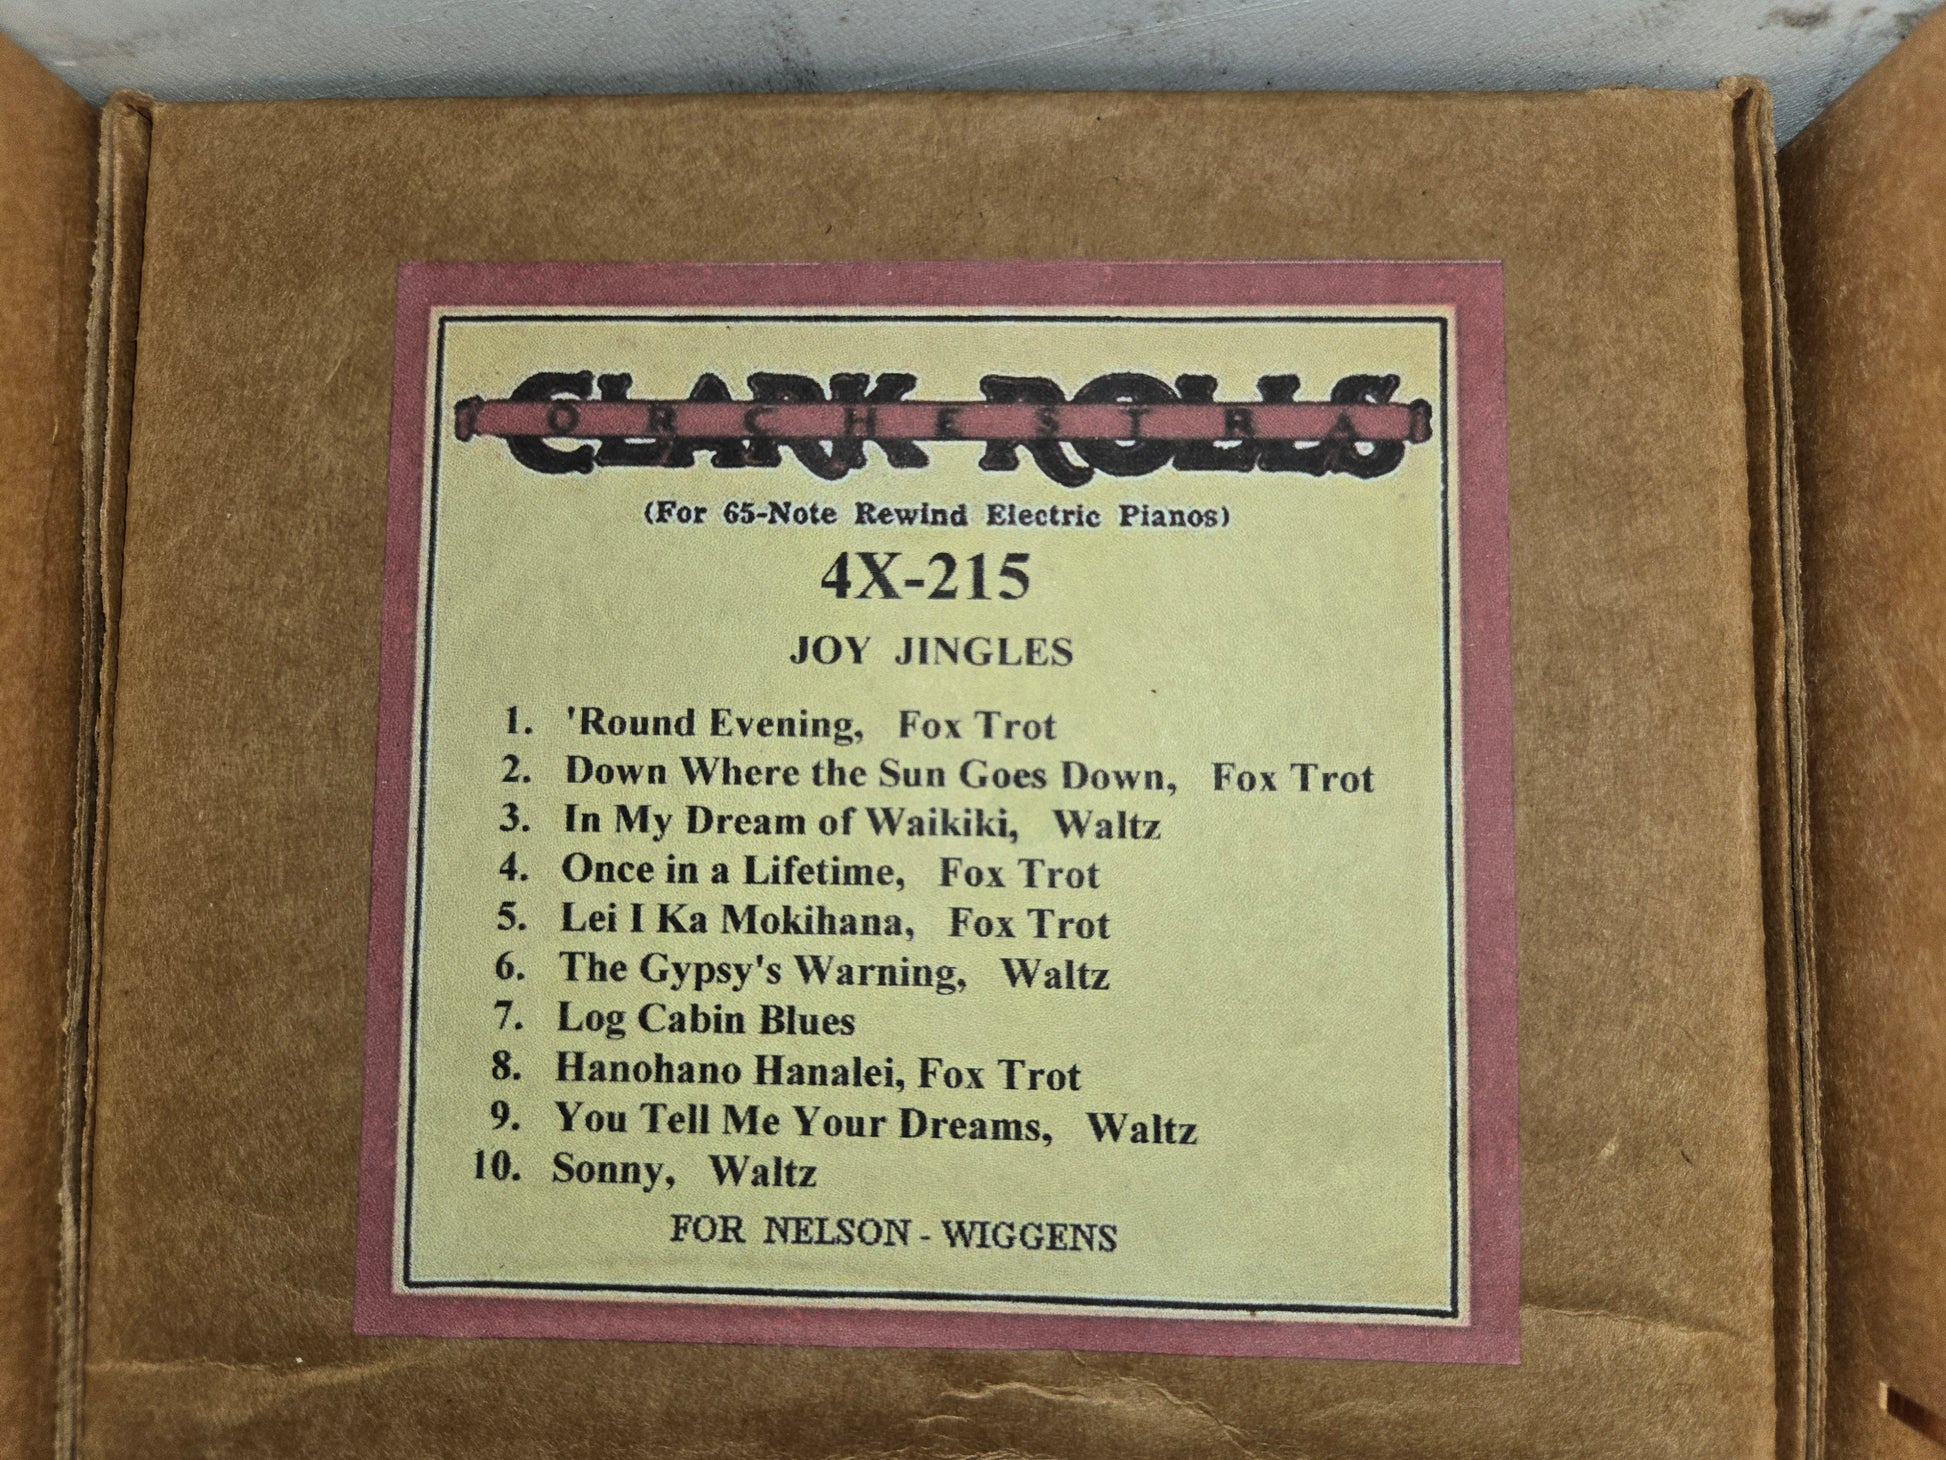 CLARK ROLLS
ORCHESTRA
(For 65-Note Rewind Electric Pianos)
4X-215
JOY JINGLES
1. 'Round Evening, Fox Trot
2. Down Where the Sun Goes Down, Fox Trot
3. In My Dream of Waikiki, Waltz
4. Once in a Lifetime, Fox Trot
5. Lei I Ka Mokihana, Fox Trot
6. The Gypsy's Warning, Waltz
7. Log Cabin Blues
8. Hanohano Hanalei, Fox Trot
9. You Tell Me Your Dreams, Waltz
10. Sonny, Waltz
FOR NELSON - WIGGENS